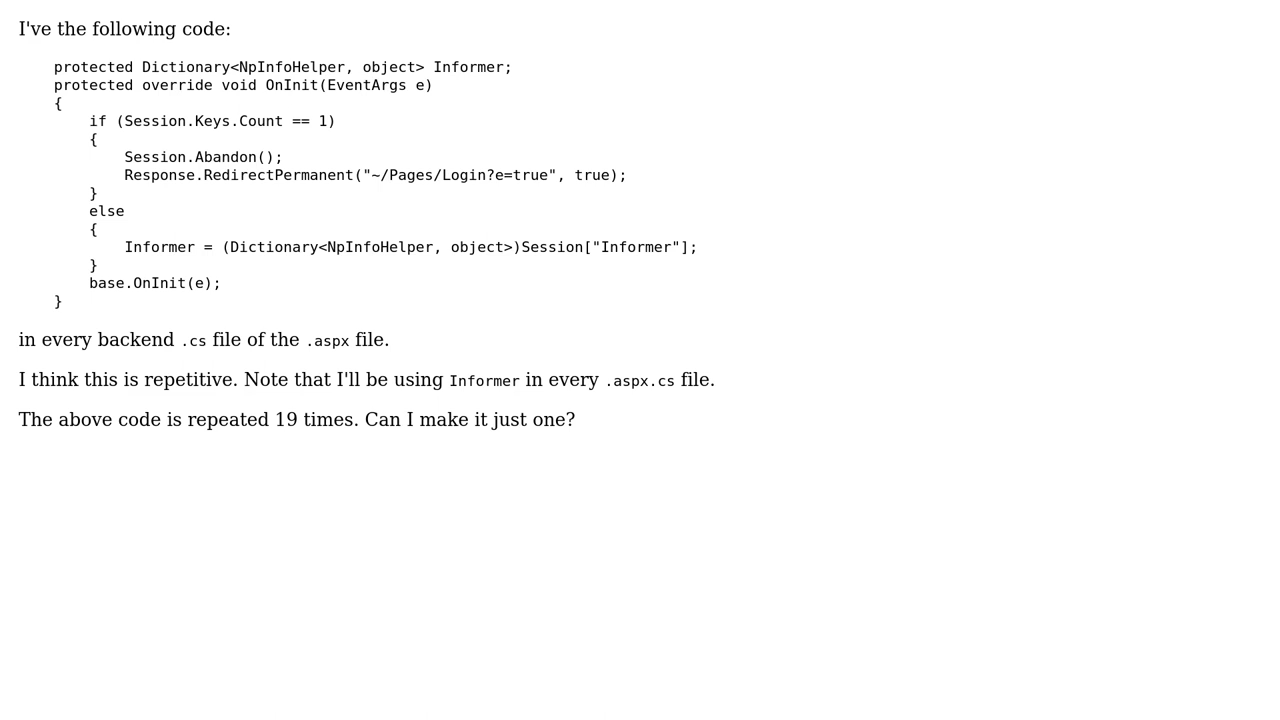 I've the following code:
protected Dictionary<NpInfoHelper, object> Informer;
protected override void OnInit(EventArgs e)
{
    if (Session.Keys.Count == 1)
    {
        Session.Abandon();
        Response.RedirectPermanent("~/Pages/Login?e=true", true);
    }
    else
    {
        Informer = (Dictionary<NpInfoHelper, object>)Session["Informer"];
    }
    base.OnInit(e);
}
in every backend .cs file of the .aspx file.
I think this is repetitive. Note that I'll be using Informer in every .aspx.cs file.
The above code is repeated 19 times. Can I make it just one?